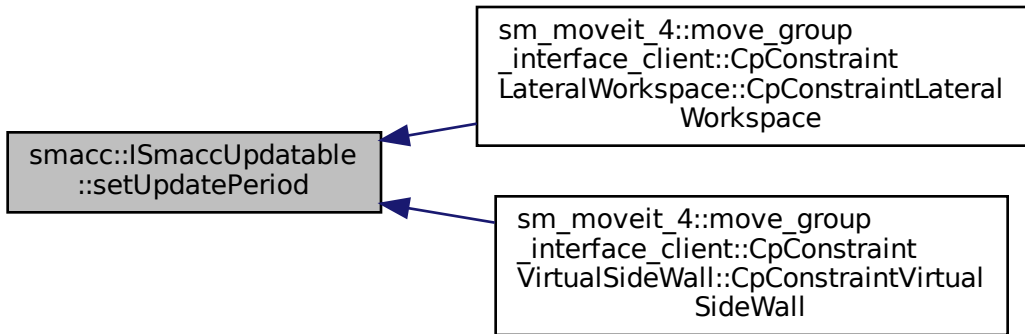 smacc::ISmaccUpdatable
::setUpdatePeriod
sm_moveit_4::move_group
_interface_client::CpConstraint
LateralWorkspace::CpConstraintLateral
Workspace
sm_moveit_4::move_group
_interface_client::CpConstraint
VirtualSideWall::CpConstraintVirtual
SideWall